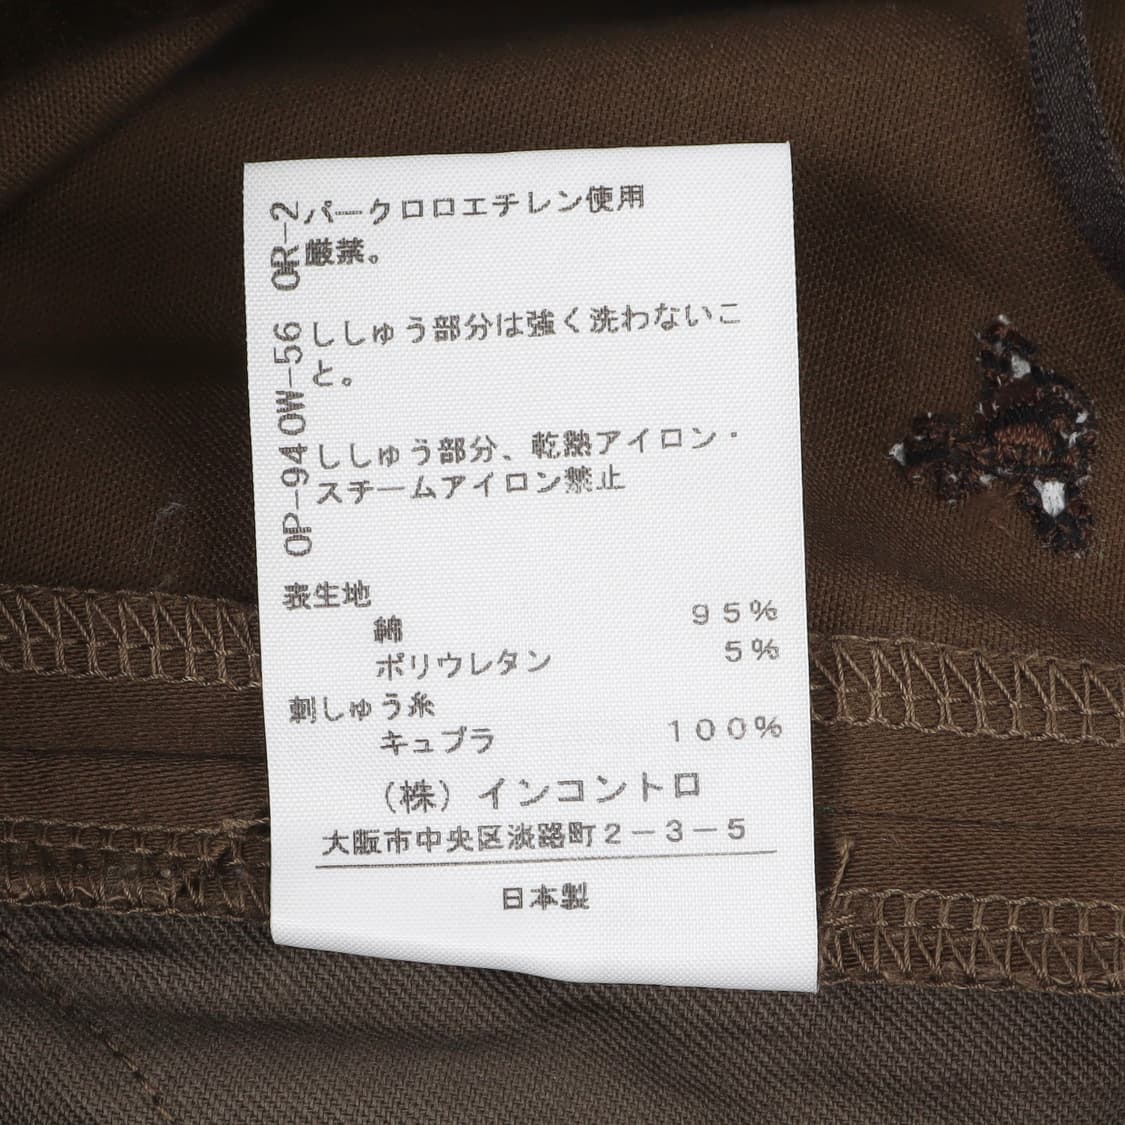 パークロロエチレン使用
厳禁。
ししゅう部分は強く洗わないこ
と。
ししゅう部分、乾熱アイロン・
スチームアイロン禁止
OP-94 OW-56 OR-2
表生地
綿 95%
ポリウレタン 5%
刺しゅう糸
キュプラ 100%
(株)インコントロ
大阪市中央区淡路町2-3-5
日本製